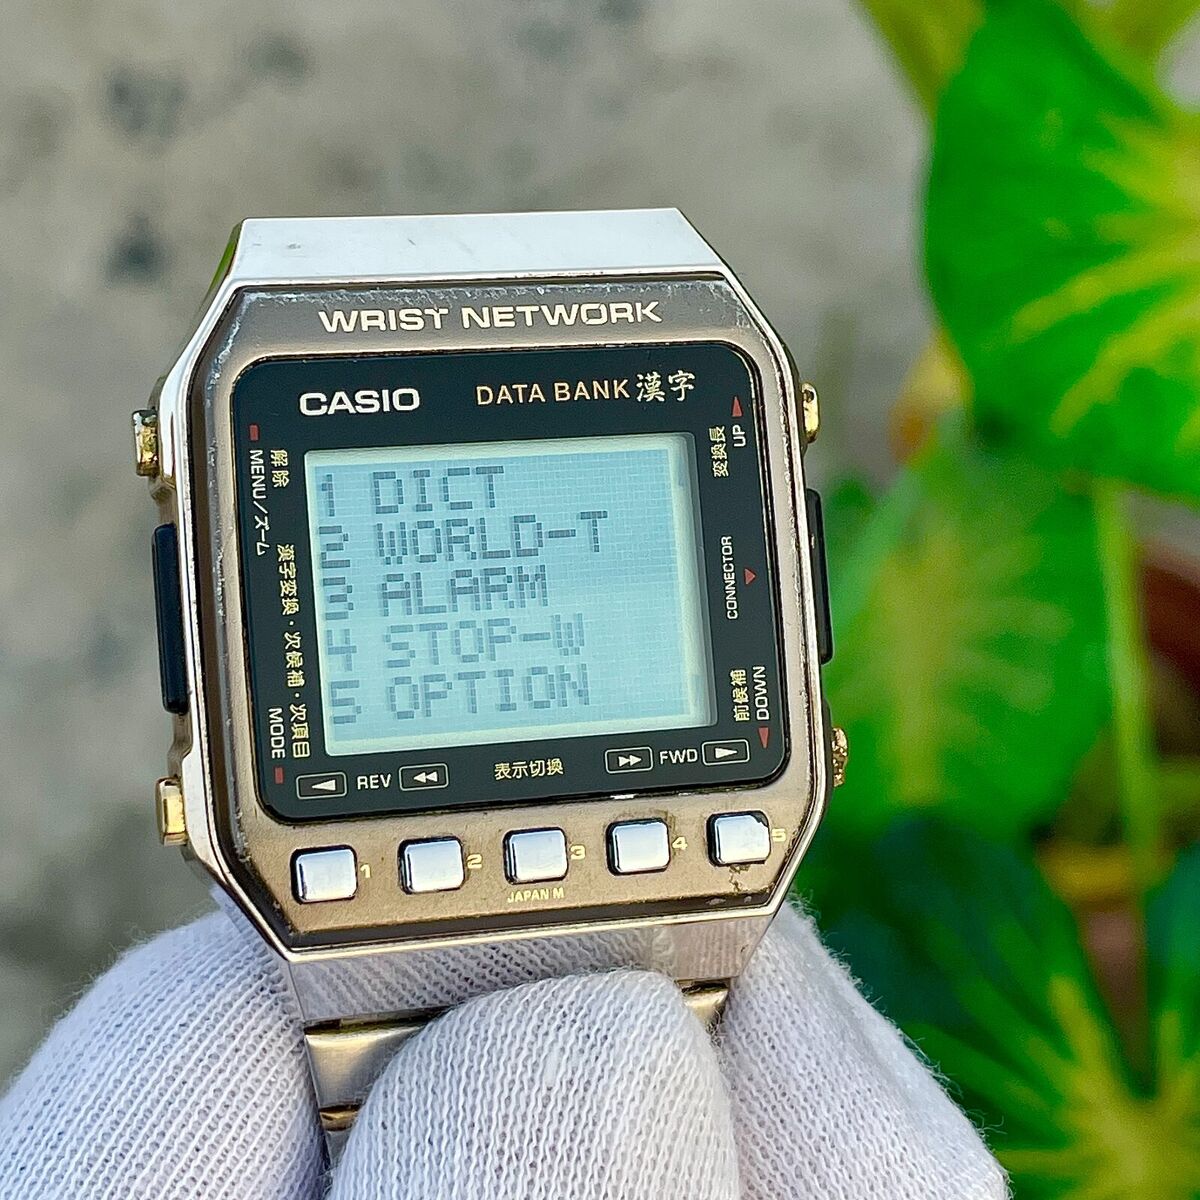 WRIST NETWORK
CASIO
DATA BANK 漢字
解除
MENU/ズーム
漢字変換・次候補・次項目
MODE
1 DICT
2 WORLD-T
3 ALARM
4 STOP-W
5 OPTION
変換長
UP
CONNECTOR
前候補
DOWN
REV
表示切換
FWD
1
2
3
4
5
JAPAN M